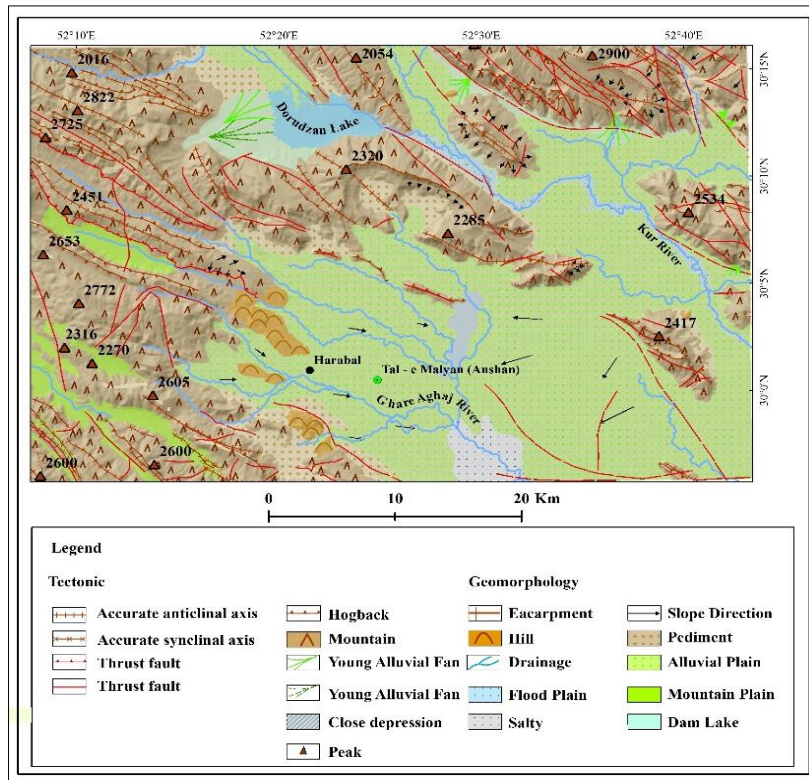 52°10'E
52°20'E
52°30'E
52°40'E
2016
2054
2900
30°15'N
2822
2725
Dorudzan Lake
2320
30°10'N
2451
2534
2285
2653
Kur River
30°5'N
2772
2417
2316
2270
Harabal
Tal - e Malyan (Anshan)
30°0'N
2605
G'hare Aghaj River
2600
2600
0 10 20 Km
Legend
Tectonic
Geomorphology
Accurate anticlinal axis
Hogback
Eacarpment
Slope Direction
Accurate synclinal axis
Mountain
Hill
Pediment
Thrust fault
Young Alluvial Fan
Drainage
Alluvial Plain
Thrust fault
Young Alluvial Fan
Flood Plain
Mountain Plain
Close depression
Salty
Dam Lake
Peak